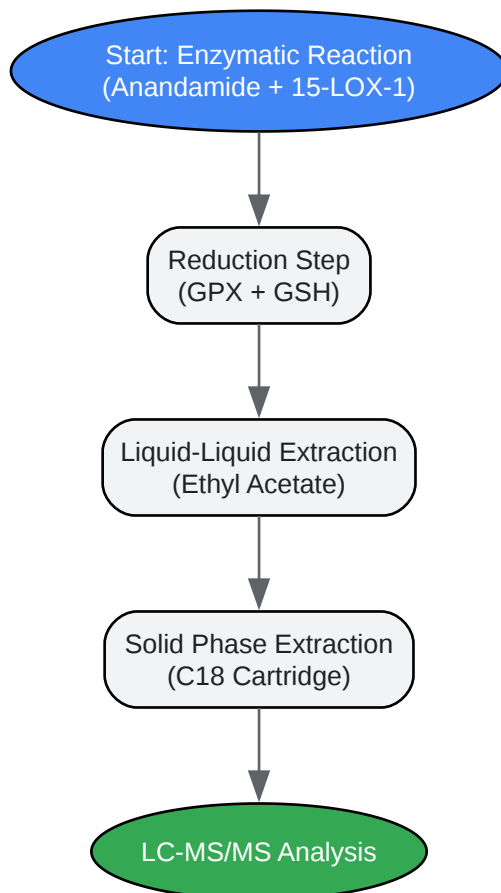 Start: Enzymatic Reaction
(Anandamide + 15-LOX-1)
Reduction Step
(GPX + GSH)
Liquid-Liquid Extraction
(Ethyl Acetate)
Solid Phase Extraction
(C18 Cartridge)
LC-MS/MS Analysis